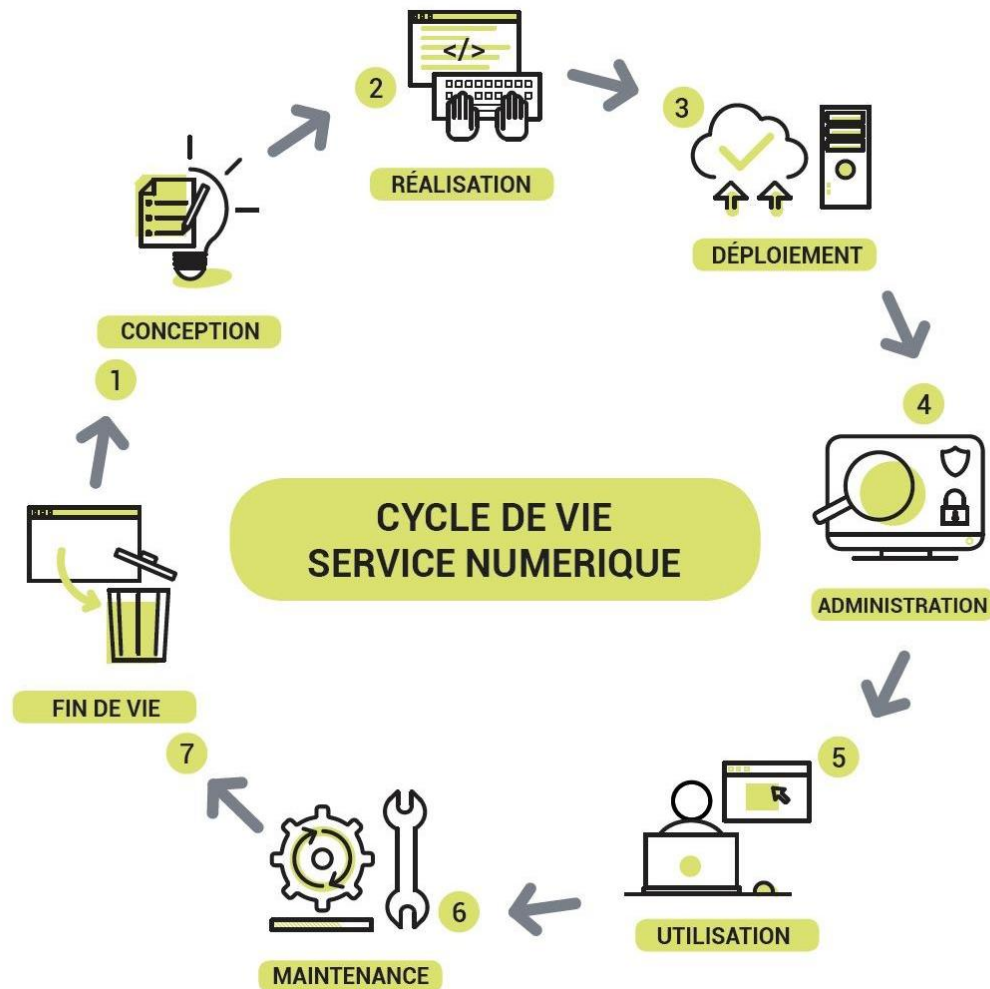 2
</>
RÉALISATION
3
DÉPLOIEMENT
CONCEPTION
1
4
ADMINISTRATION
CYCLE DE VIE
SERVICE NUMERIQUE
5
UTILISATION
6
MAINTENANCE
7
FIN DE VIE